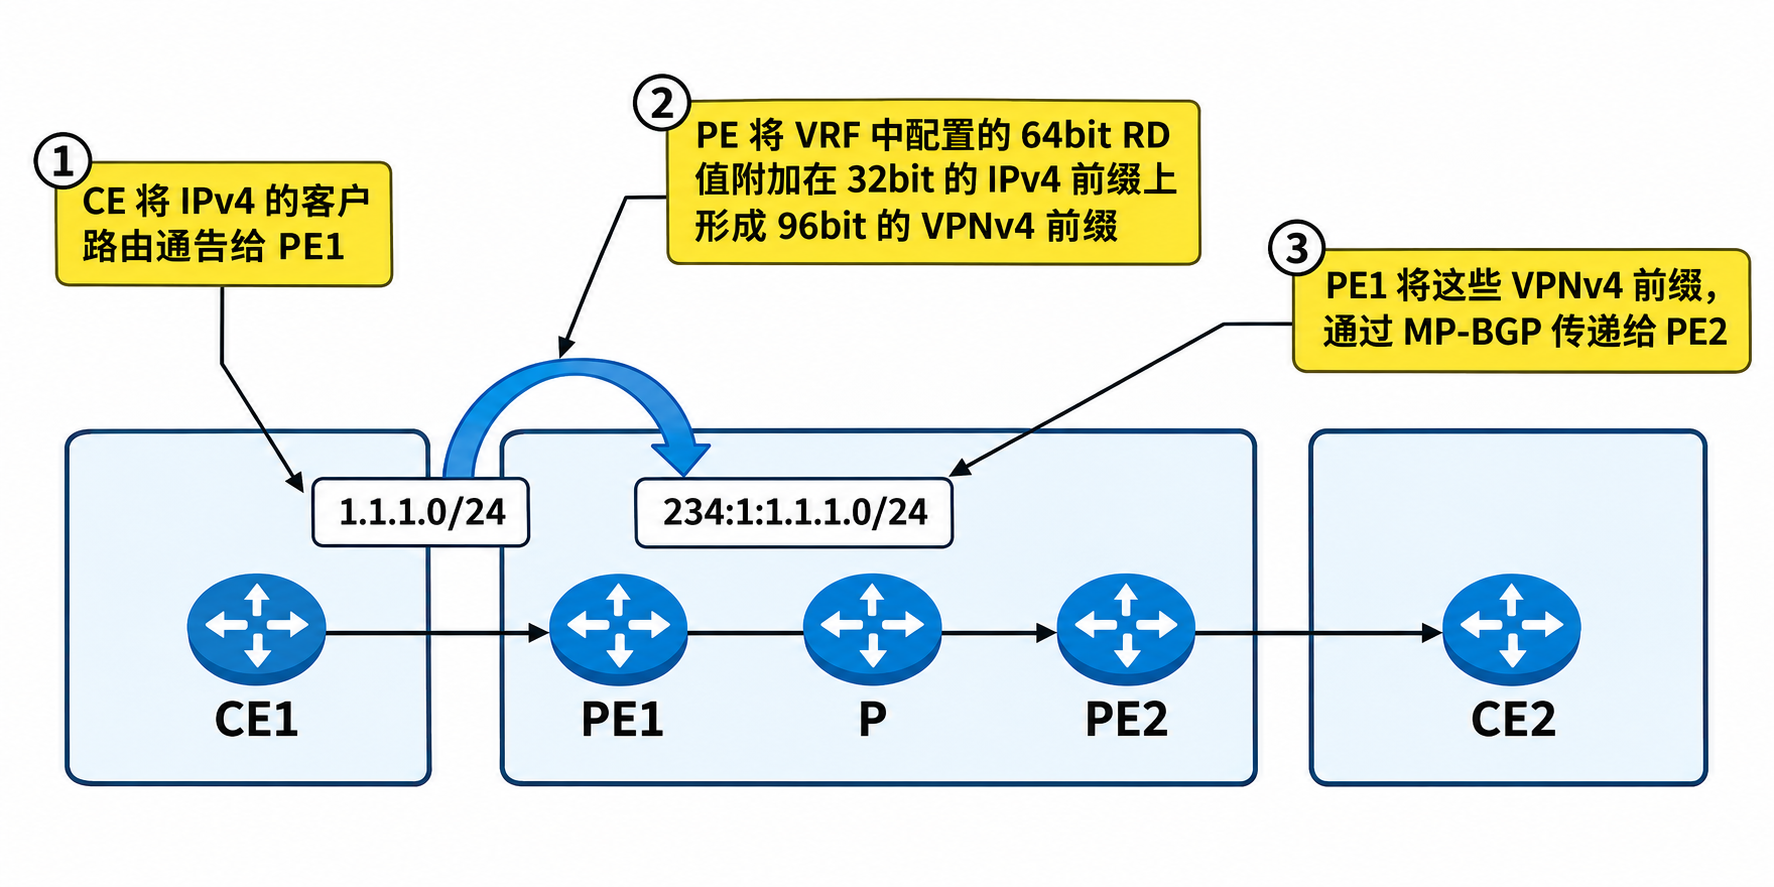 ①
CE 将 IPv4 的客户
路由通告给 PE1
②
PE 将 VRF 中配置的 64bit RD
值附加在 32bit 的 IPv4 前缀上
形成 96bit 的 VPNv4 前缀
③
PE1 将这些 VPNv4 前缀，
通过 MP-BGP 传递给 PE2
1.1.1.0/24
234:1:1.1.1.0/24
CE1
PE1
P
PE2
CE2